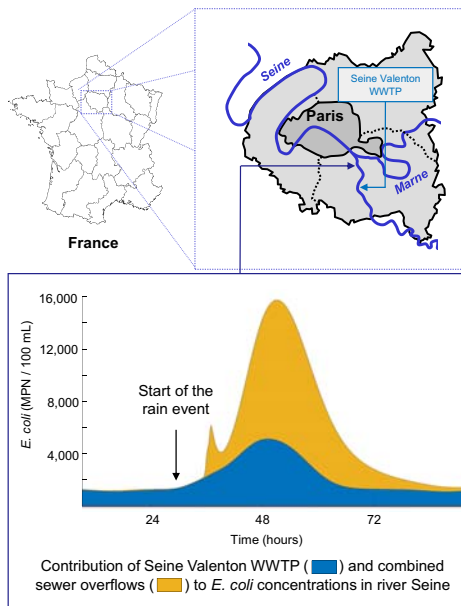 Seine
Seine Valenton
WWTP
Paris
Marne
France
16,000
12,000
8,000
4,000
E. coli (MPN / 100 mL)
Start of the
rain event
24
48
72
Time (hours)
Contribution of Seine Valenton WWTP ( ) and combined
sewer overflows ( ) to E. coli concentrations in river Seine